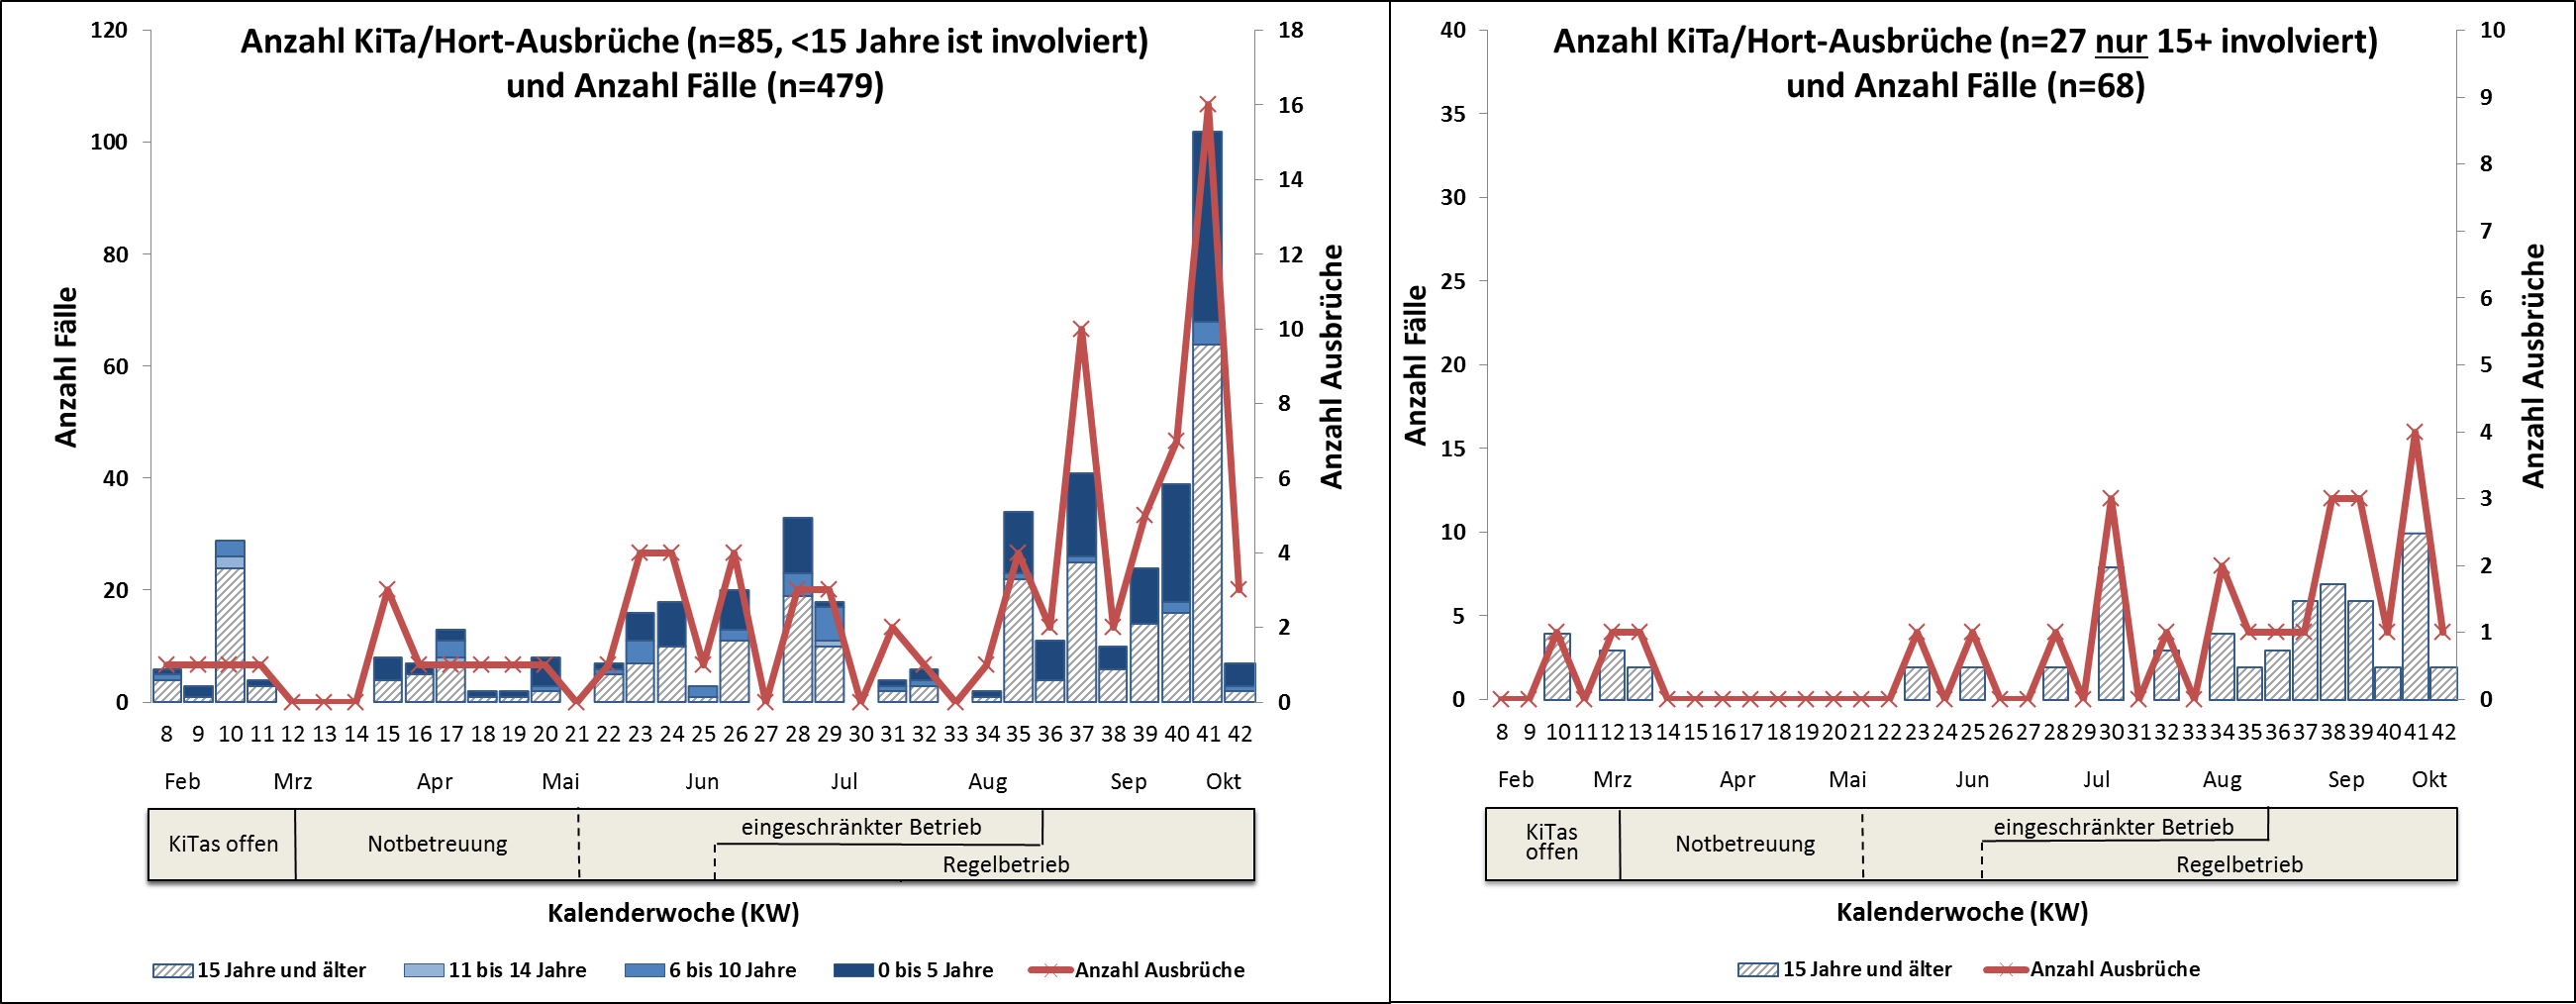 Anzahl KiTa/Hort-Ausbrüche (n=85, <15 Jahre ist involviert)
und Anzahl Fälle (n=479)
120
100
80
60
40
20
0
Anzahl Fälle
18
16
14
12
10
8
6
4
2
0
Anzahl Ausbrüche
8 9 10 11 12 13 14 15 16 17 18 19 20 21 22 23 24 25 26 27 28 29 30 31 32 33 34 35 36 37 38 39 40 41 42
Feb Mrz Apr Mai Jun Jul Aug Sep Okt
KiTas offen
Notbetreuung
eingeschränkter Betrieb
Regelbetrieb
Kalenderwoche (KW)
15 Jahre und älter 11 bis 14 Jahre 6 bis 10 Jahre 0 bis 5 Jahre Anzahl Ausbrüche
Anzahl KiTa/Hort-Ausbrüche (n=27 nur 15+ involviert)
und Anzahl Fälle (n=68)
40
35
30
25
20
15
10
5
0
Anzahl Fälle
10
9
8
7
6
5
4
3
2
1
0
Anzahl Ausbrüche
8 9 10 11 12 13 14 15 16 17 18 19 20 21 22 23 24 25 26 27 28 29 30 31 32 33 34 35 36 37 38 39 40 41 42
Feb Mrz Apr Mai Jun Jul Aug Sep Okt
KiTas
offen
Notbetreuung
eingeschränkter Betrieb
Regelbetrieb
Kalenderwoche (KW)
15 Jahre und älter Anzahl Ausbrüche